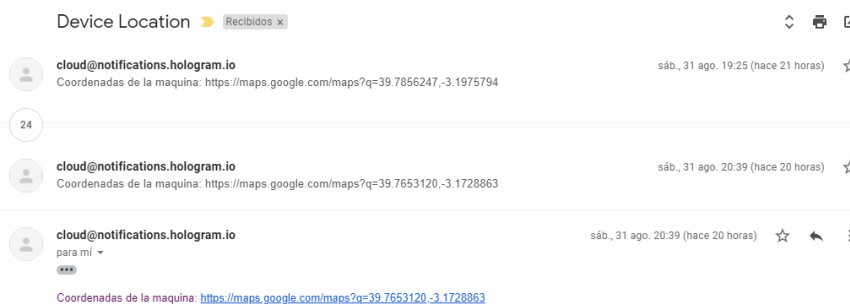 Device Location Recibidos x
cloud@notifications.hologram.io sáb., 31 ago. 19:25 (hace 21 horas)
Coordenadas de la maquina: https://maps.google.com/maps?q=39.7856247,-3.1975794
24
cloud@notifications.hologram.io sáb., 31 ago. 20:39 (hace 20 horas)
Coordenadas de la maquina: https://maps.google.com/maps?q=39.7653120,-3.1728863
cloud@notifications.hologram.io sáb., 31 ago. 20:39 (hace 20 horas)
para mí
Coordenadas de la maquina: https://maps.google.com/maps?q=39.7653120,-3.1728863